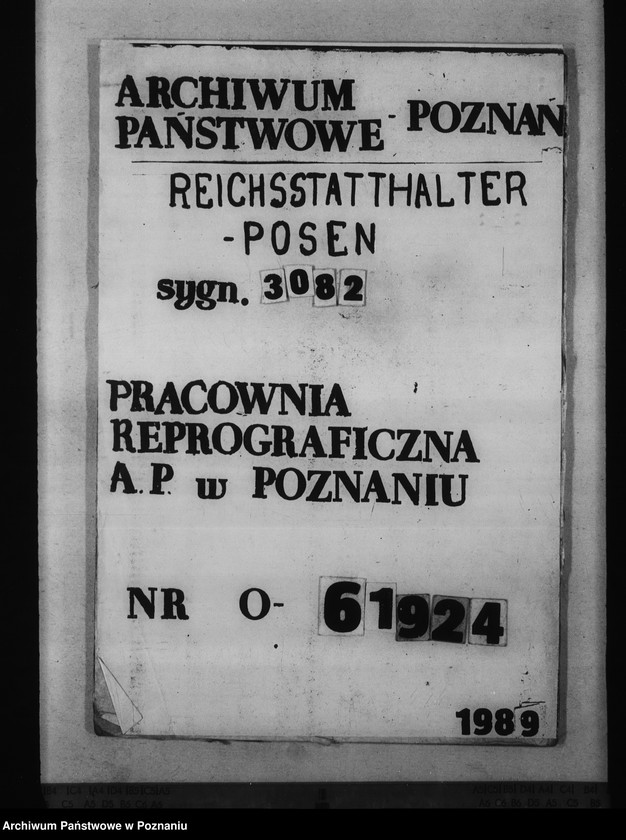 ARCHIWUM
PAŃSTWOWE - POZNAŃ
REICHSSTATTHALTER
-POSEN
sygn. 3082
PRACOWNIA
REPROGRAFICZNA
A.P. w POZNANIU
NR O- 61924
1989
Archiwum Państwowe w Poznaniu